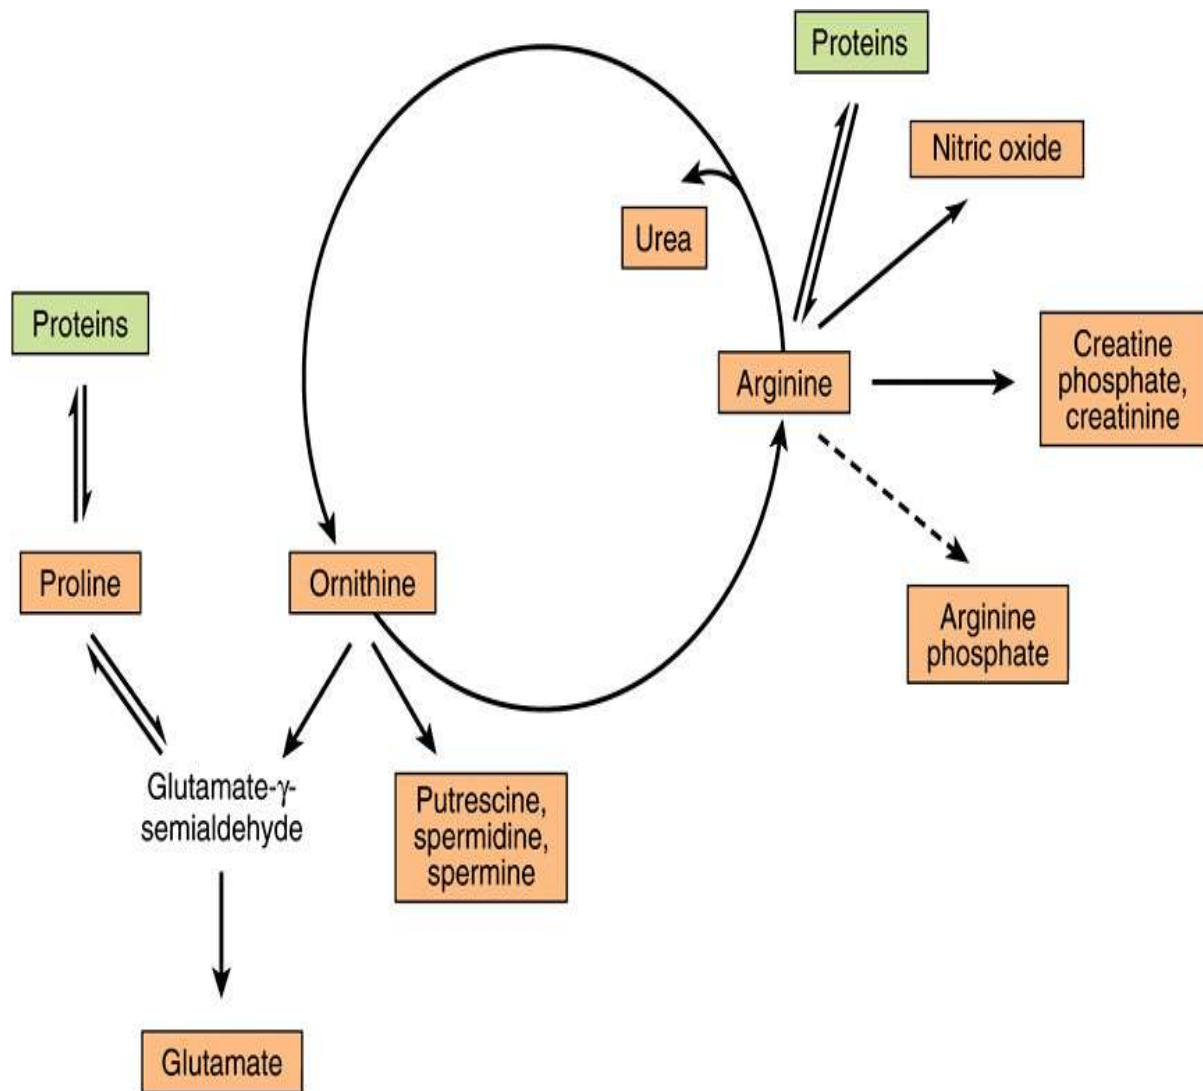 Proteins
Nitric oxide
Urea
Proteins
Arginine
Creatine
phosphate,
creatinine
Proline
Ornithine
Arginine
phosphate
Glutamate-γ-
semialdehyde
Putrescine,
spermidine,
spermine
Glutamate